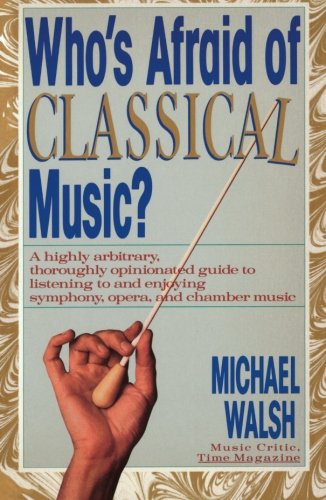 Who's Afraid of
CLASSICAL
Music?
A highly arbitrary,
thoroughly opinionated guide to
listening to and enjoying
symphony, opera, and chamber music
MICHAEL
WALSH
Music Critic,
Time Magazine